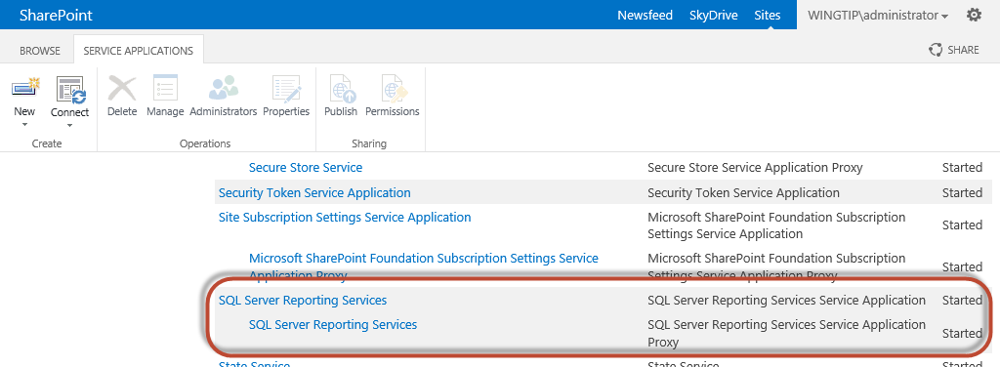 SharePoint
Newsfeed SkyDrive Sites WINGTIP\administrator
BROWSE SERVICE APPLICATIONS SHARE
New Connect Delete Manage Administrators Properties Publish Permissions
Create Operations Sharing
Secure Store Service Secure Store Service Application Proxy Started
Security Token Service Application Security Token Service Application Started
Site Subscription Settings Service Application Microsoft SharePoint Foundation Subscription
Settings Service Application Started
Microsoft SharePoint Foundation Subscription Settings Service Microsoft SharePoint Foundation Subscription
Application Proxy Settings Service Application Proxy Started
SQL Server Reporting Services SQL Server Reporting Services Service Application Started
SQL Server Reporting Services SQL Server Reporting Services Service Application
Proxy Started
State Service State Service Started